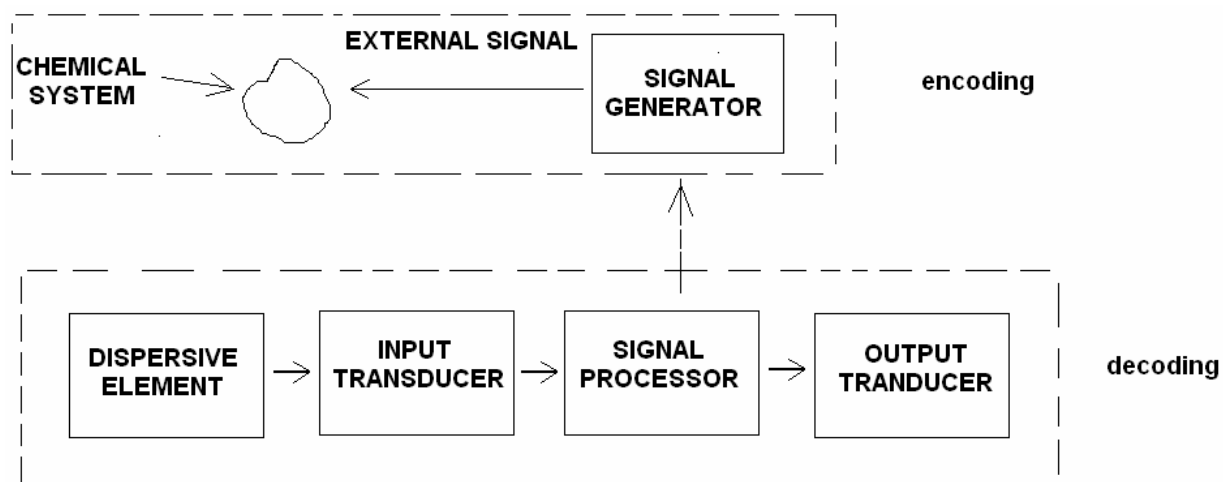 CHEMICAL
SYSTEM
EXTERNAL SIGNAL
SIGNAL
GENERATOR
encoding
DISPERSIVE
ELEMENT
INPUT
TRANSDUCER
SIGNAL
PROCESSOR
OUTPUT
TRANDUCER
decoding